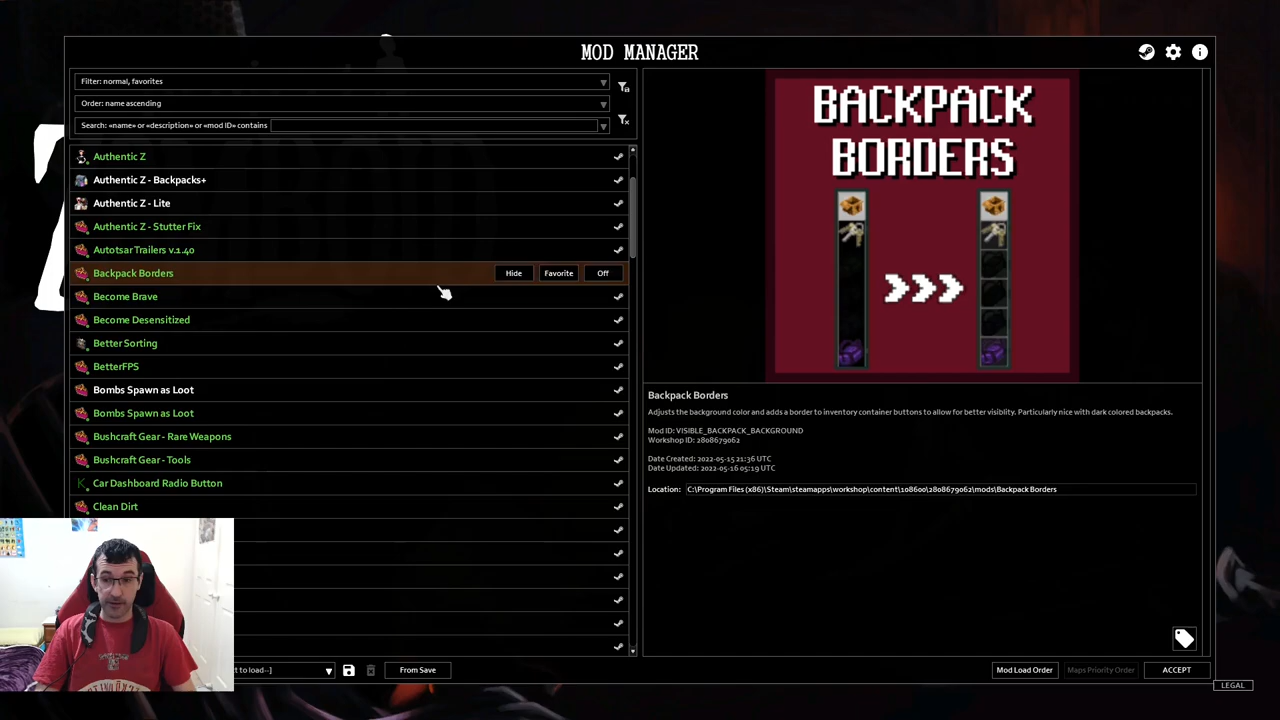 MOD MANAGER
Filter: normal, favorites
Order: name ascending
Search: «name» or «description» or «mod ID» contains
Authentic Z
Authentic Z - Backpacks+
Authentic Z - Lite
Authentic Z - Stutter Fix
Autotsar Trailers v.1.40
Backpack Borders
Hide
Favorite
Off
Become Brave
Become Desensitized
Better Sorting
BetterFPS
Bombs Spawn as Loot
Bombs Spawn as Loot
Bushcraft Gear - Rare Weapons
Bushcraft Gear - Tools
Car Dashboard Radio Button
Clean Dirt
t to load--]
From Save
BACKPACK
BORDERS
Backpack Borders
Adjusts the background color and adds a border to inventory container buttons to allow for better visiblity. Particularly nice with dark colored backpacks.
Mod ID: VISIBLE_BACKPACK_BACKGROUND
Workshop ID: 2808679062
Date Created: 2022-05-15 21:36 UTC
Date Updated: 2022-05-16 05:19 UTC
Location: C:\Program Files (x86)\Steam\steamapps\workshop\content\108600\2808679062\mods\Backpack Borders
Mod Load Order
Maps Priority Order
ACCEPT
LEGAL